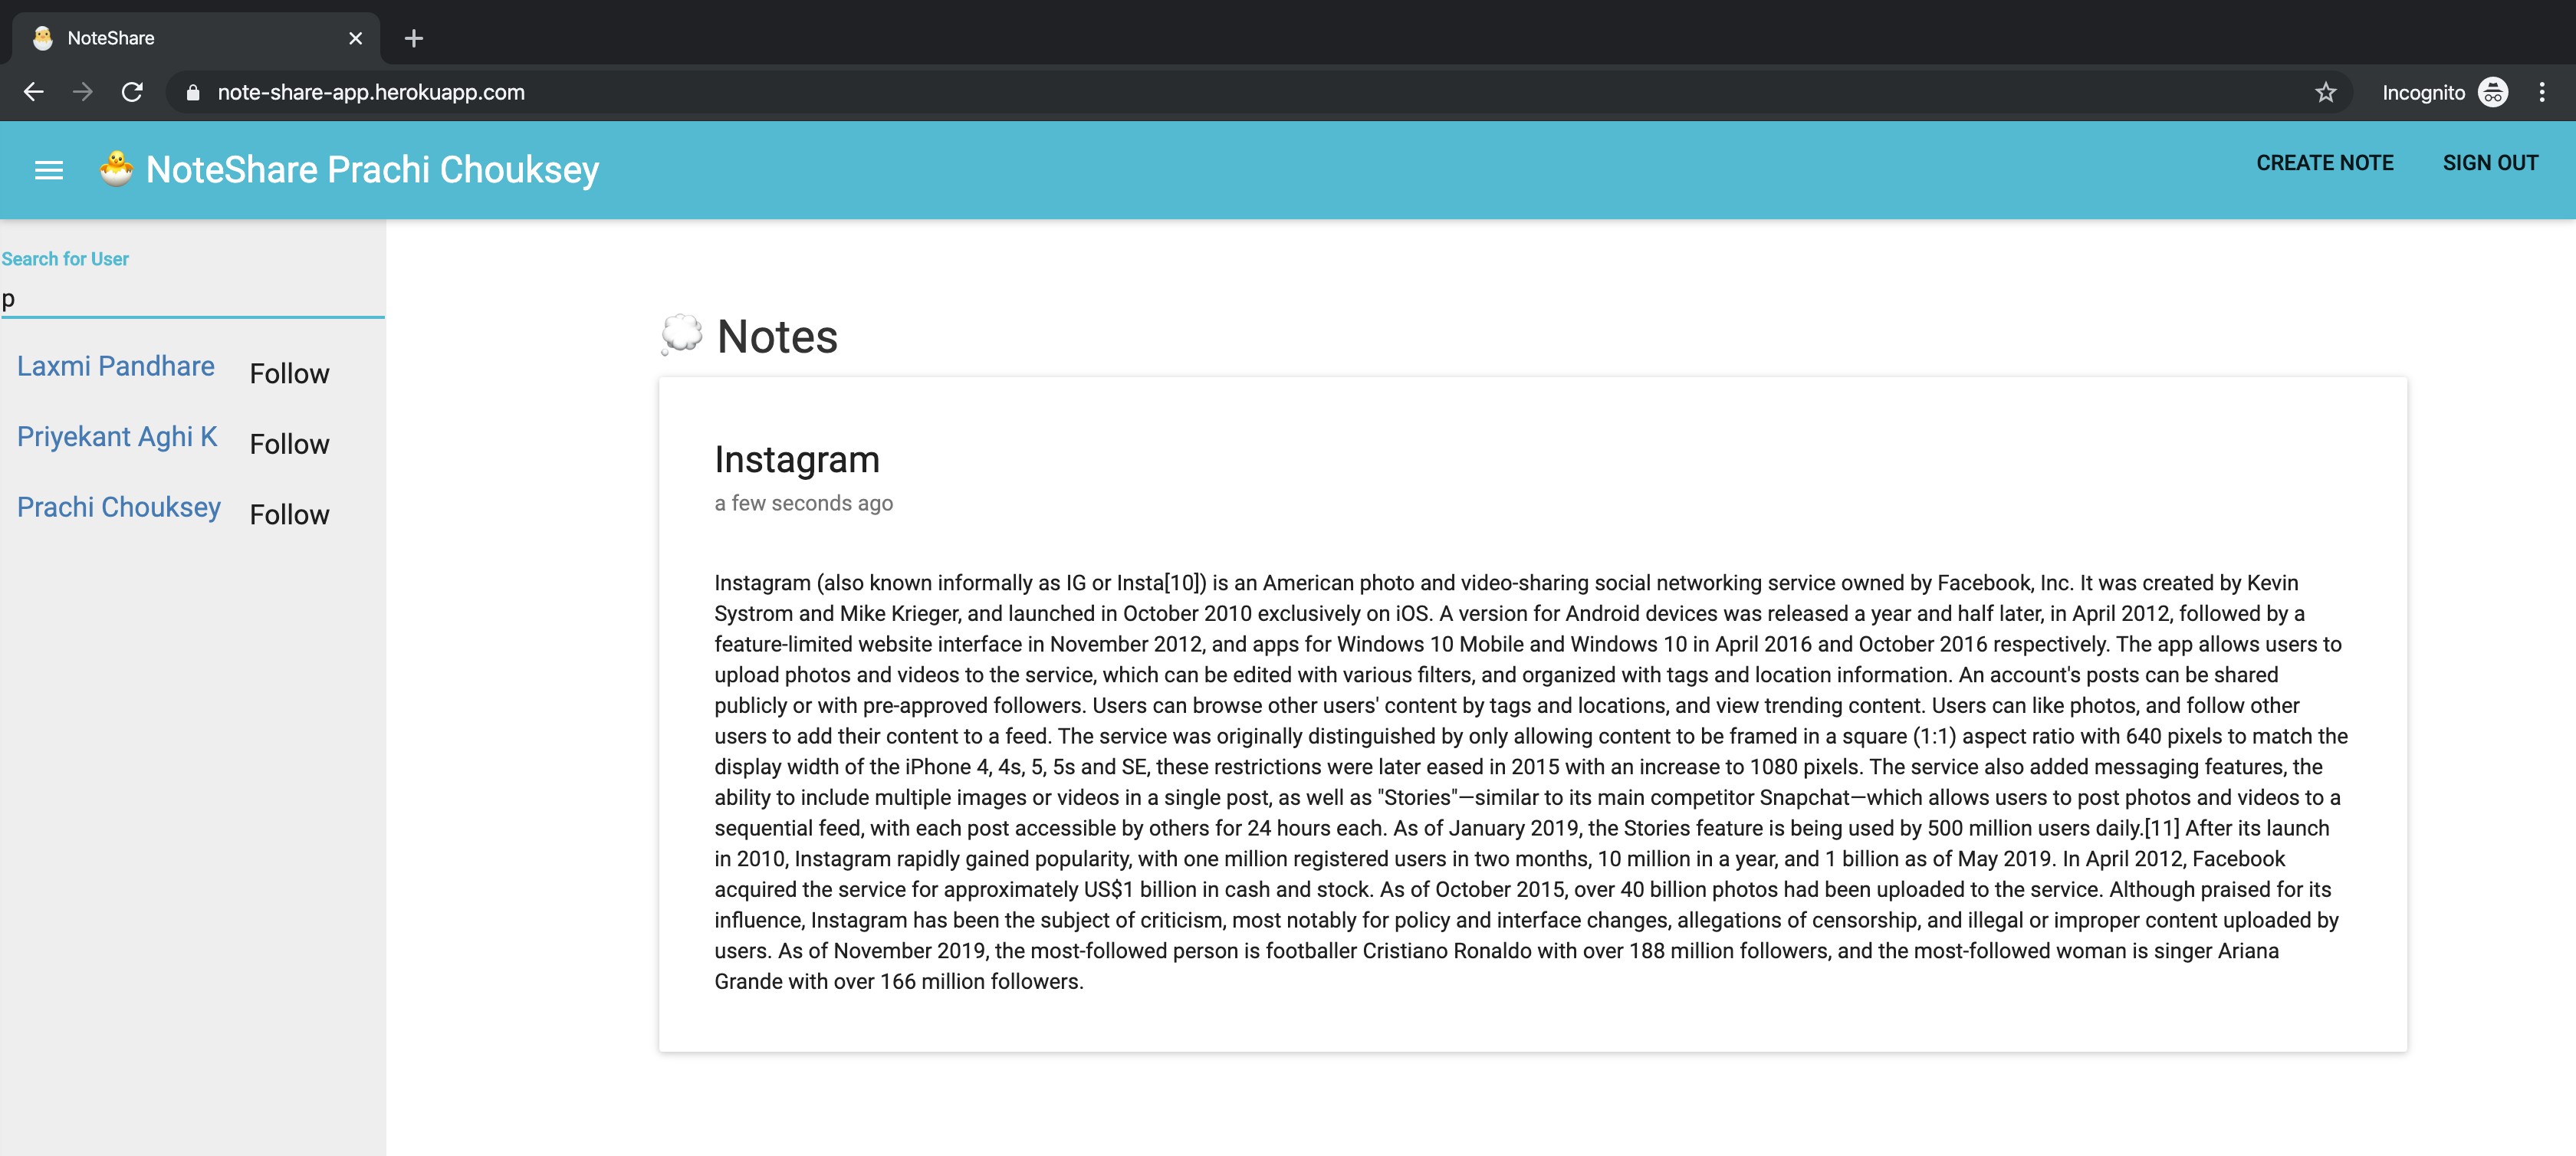 NoteShare
note-share-app.herokuapp.com
Incognito
NoteShare Prachi Chouksey
CREATE NOTE
SIGN OUT
Search for User
p
Laxmi Pandhare
Follow
Priyekant Aghi K
Follow
Prachi Chouksey
Follow
Notes
Instagram
a few seconds ago
Instagram (also known informally as IG or Insta[10]) is an American photo and video-sharing social networking service owned by Facebook, Inc. It was created by Kevin
Systrom and Mike Krieger, and launched in October 2010 exclusively on iOS. A version for Android devices was released a year and half later, in April 2012, followed by a
feature-limited website interface in November 2012, and apps for Windows 10 Mobile and Windows 10 in April 2016 and October 2016 respectively. The app allows users to
upload photos and videos to the service, which can be edited with various filters, and organized with tags and location information. An account's posts can be shared
publicly or with pre-approved followers. Users can browse other users' content by tags and locations, and view trending content. Users can like photos, and follow other
users to add their content to a feed. The service was originally distinguished by only allowing content to be framed in a square (1:1) aspect ratio with 640 pixels to match the
display width of the iPhone 4, 4s, 5, 5s and SE, these restrictions were later eased in 2015 with an increase to 1080 pixels. The service also added messaging features, the
ability to include multiple images or videos in a single post, as well as "Stories"—similar to its main competitor Snapchat—which allows users to post photos and videos to a
sequential feed, with each post accessible by others for 24 hours each. As of January 2019, the Stories feature is being used by 500 million users daily.[11] After its launch
in 2010, Instagram rapidly gained popularity, with one million registered users in two months, 10 million in a year, and 1 billion as of May 2019. In April 2012, Facebook
acquired the service for approximately US$1 billion in cash and stock. As of October 2015, over 40 billion photos had been uploaded to the service. Although praised for its
influence, Instagram has been the subject of criticism, most notably for policy and interface changes, allegations of censorship, and illegal or improper content uploaded by
users. As of November 2019, the most-followed person is footballer Cristiano Ronaldo with over 188 million followers, and the most-followed woman is singer Ariana
Grande with over 166 million followers.